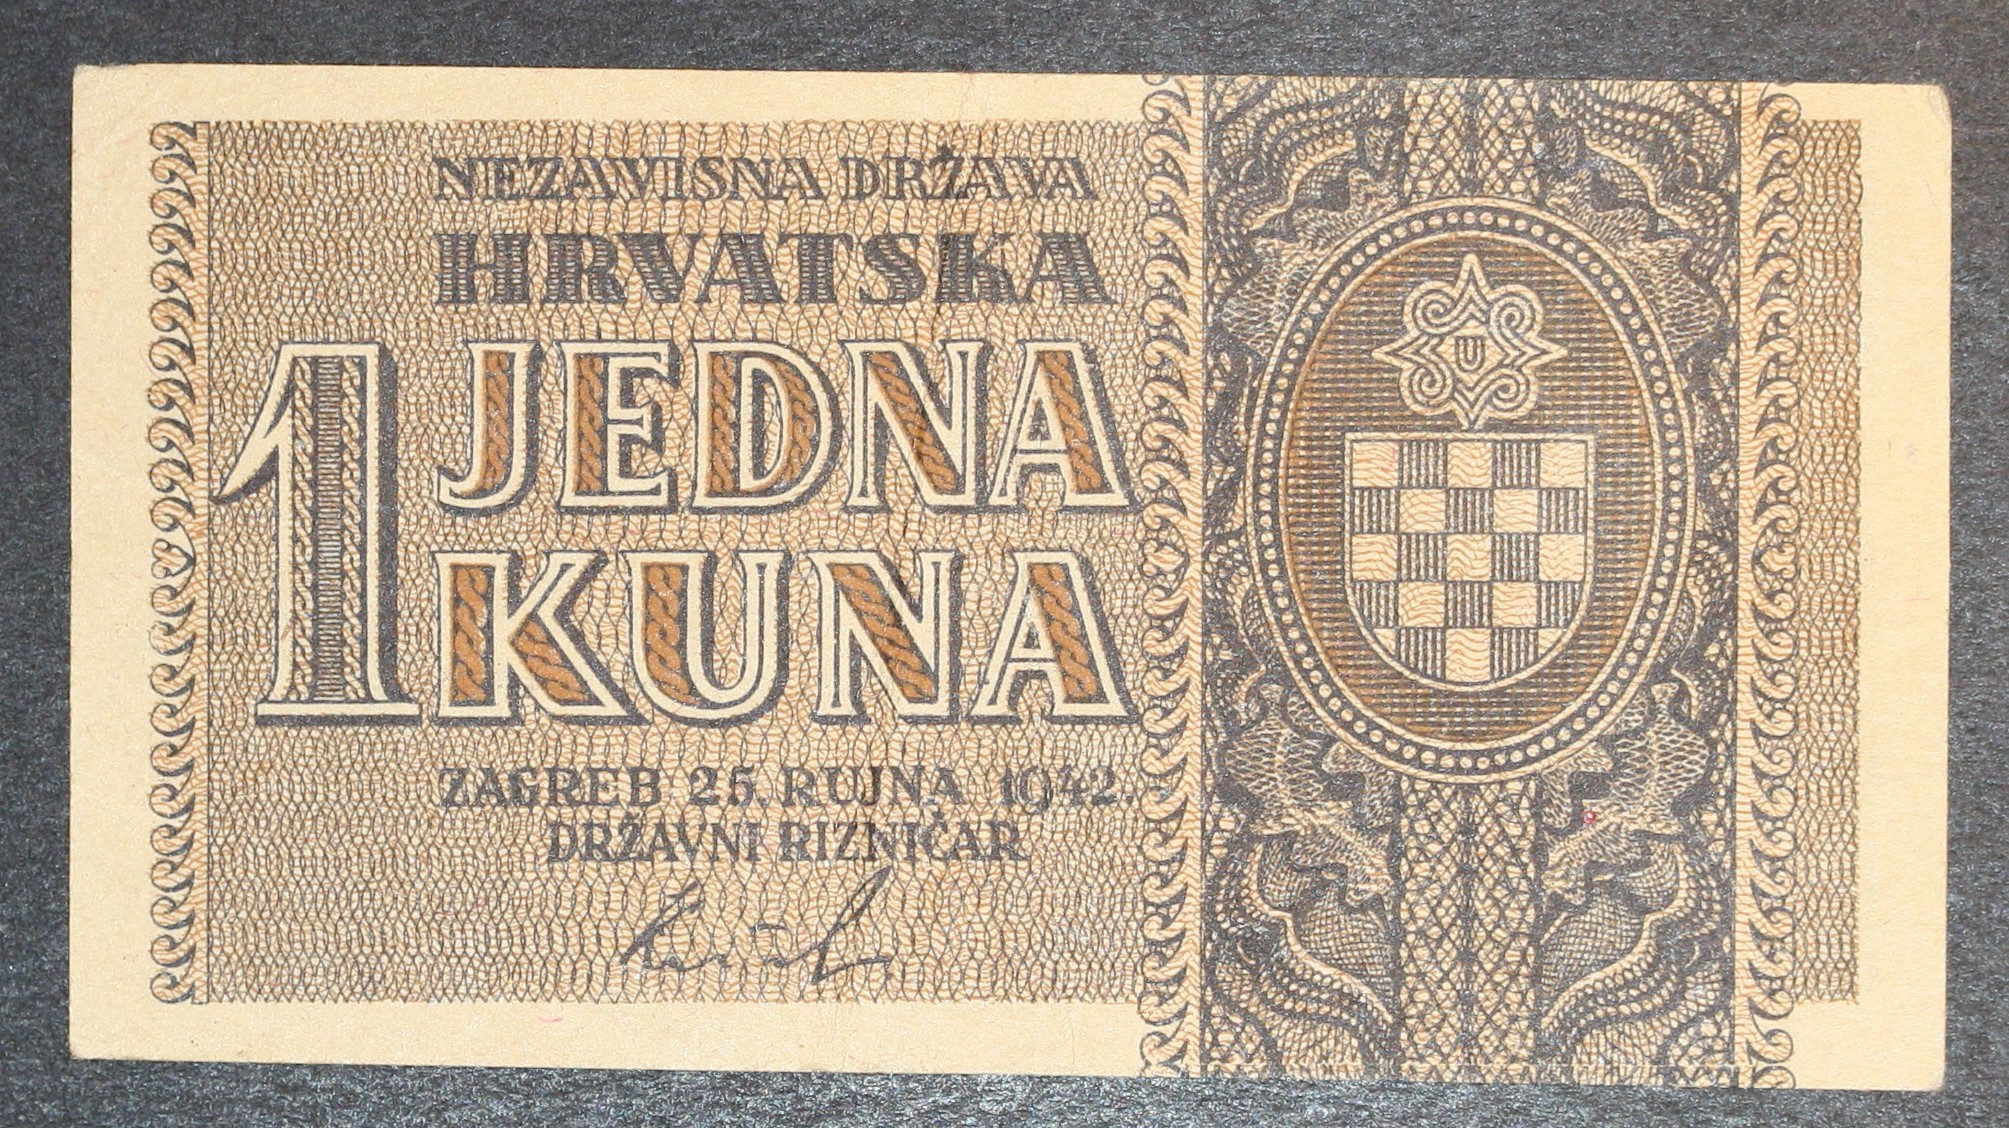 NEZAVISNA DRŽAVA
HRVATSKA
1 JEDNA
KUNA
ZAGREB 25. RUJNA 1942.
DRŽAVNI RIZNIČAR
U